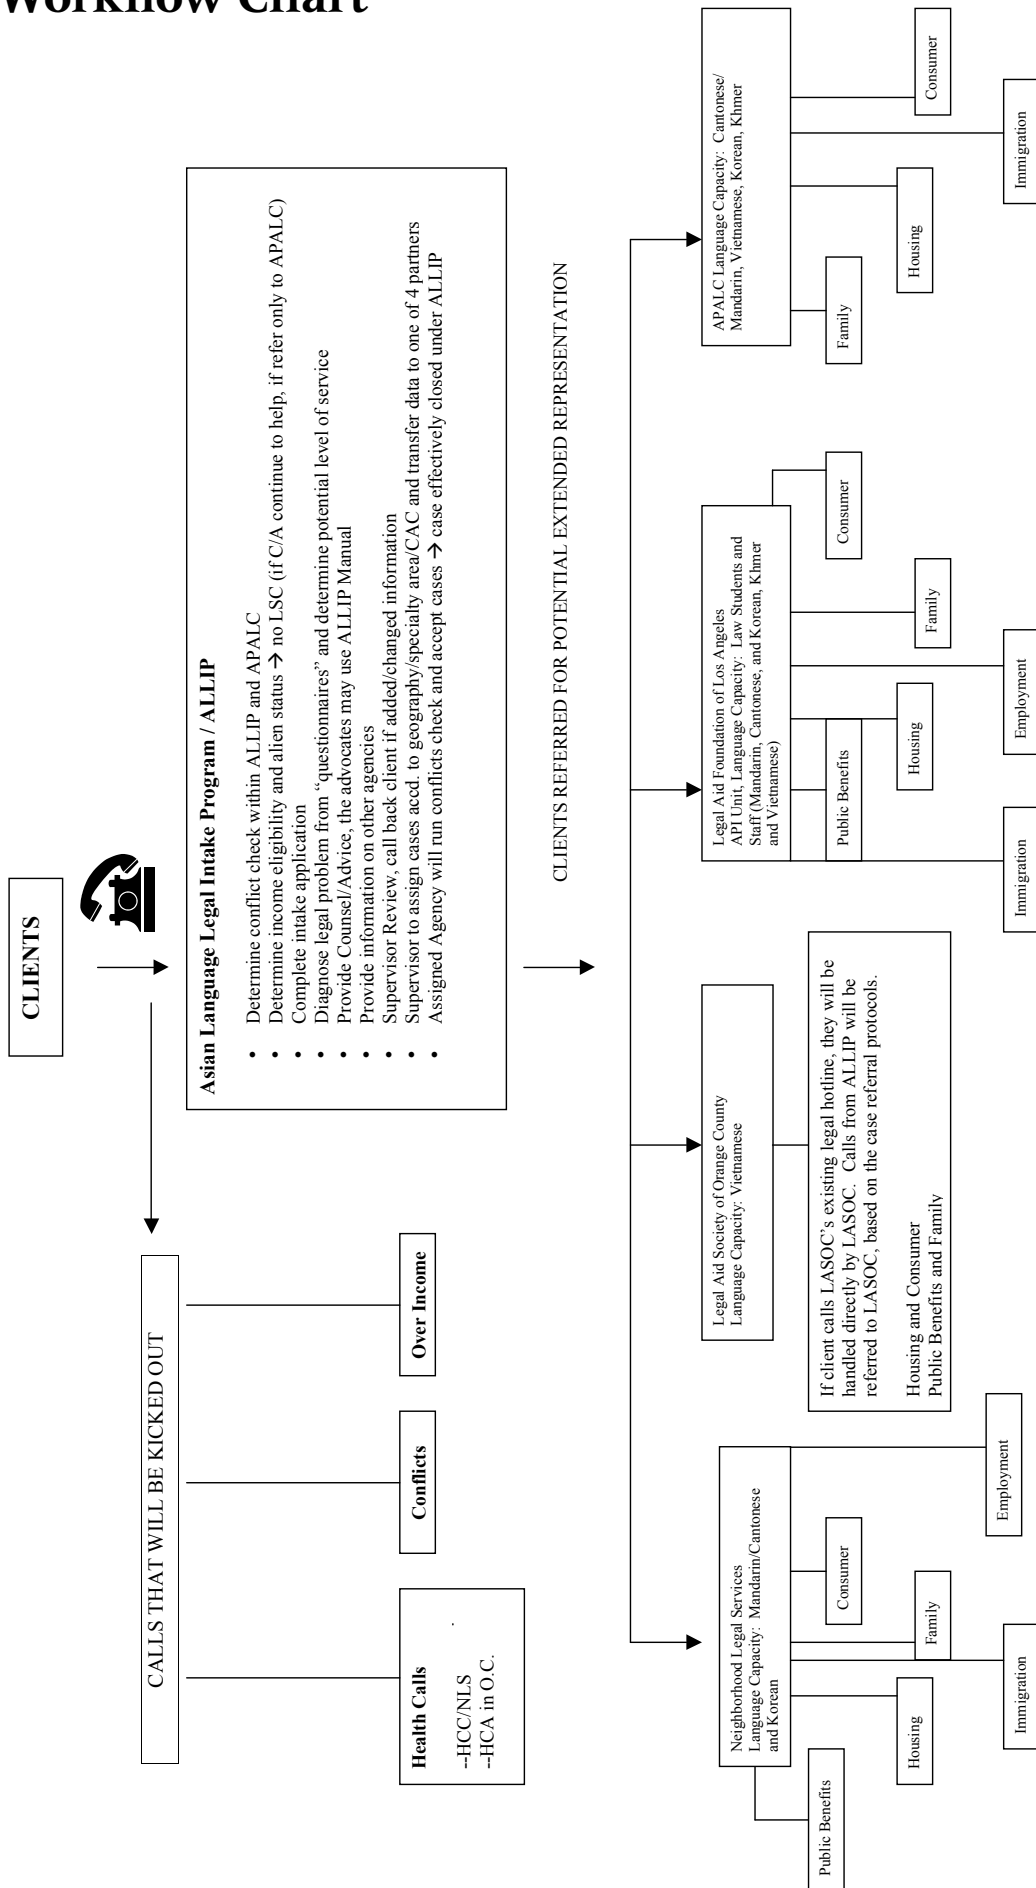 Workflow Chart
CLIENTS
CALLS THAT WILL BE KICKED OUT
Health Calls
--HCC/NLS
--HCA in O.C.
Conflicts
Over Income
Asian Language Legal Intake Program / ALLIP
• Determine conflict check within ALLIP and APALC
• Determine income eligibility and alien status → no LSC (if C/A continue to help, if refer only to APALC)
• Complete intake application
• Diagnose legal problem from “questionnaires” and determine potential level of service
• Provide Counsel/Advice, the advocates may use ALLIP Manual
• Provide information on other agencies
• Supervisor Review, call back client if added/changed information
• Supervisor to assign cases accd. to geography/specialty area/CAC and transfer data to one of 4 partners
• Assigned Agency will run conflicts check and accept cases → case effectively closed under ALLIP
CLIENTS REFERRED FOR POTENTIAL EXTENDED REPRESENTATION
Neighborhood Legal Services
Language Capacity: Mandarin/Cantonese
and Korean
Public Benefits
Housing
Immigration
Family
Consumer
Employment
Legal Aid Society of Orange County
Language Capacity: Vietnamese
If client calls LASOC’s existing legal hotline, they will be
handled directly by LASOC. Calls from ALLIP will be
referred to LASOC, based on the case referral protocols.
Housing and Consumer
Public Benefits and Family
Legal Aid Foundation of Los Angeles
API Unit, Language Capacity: Law Students and
Staff (Mandarin, Cantonese, and Korean, Khmer
and Vietnamese)
Immigration
Public Benefits
Housing
Employment
Family
Consumer
APALC Language Capacity: Cantonese/
Mandarin, Vietnamese, Korean, Khmer
Family
Housing
Immigration
Consumer